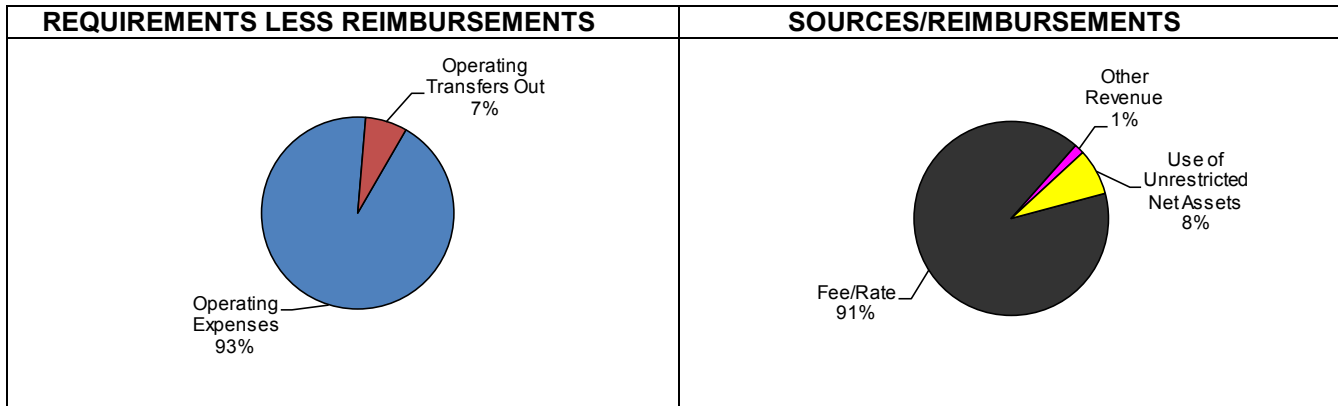 REQUIREMENTS LESS REIMBURSEMENTS
Operating
Transfers Out
7%
Operating
Expenses
93%
SOURCES/REIMBURSEMENTS
Other
Revenue
1%
Use of
Unrestricted
Net Assets
8%
Fee/Rate
91%